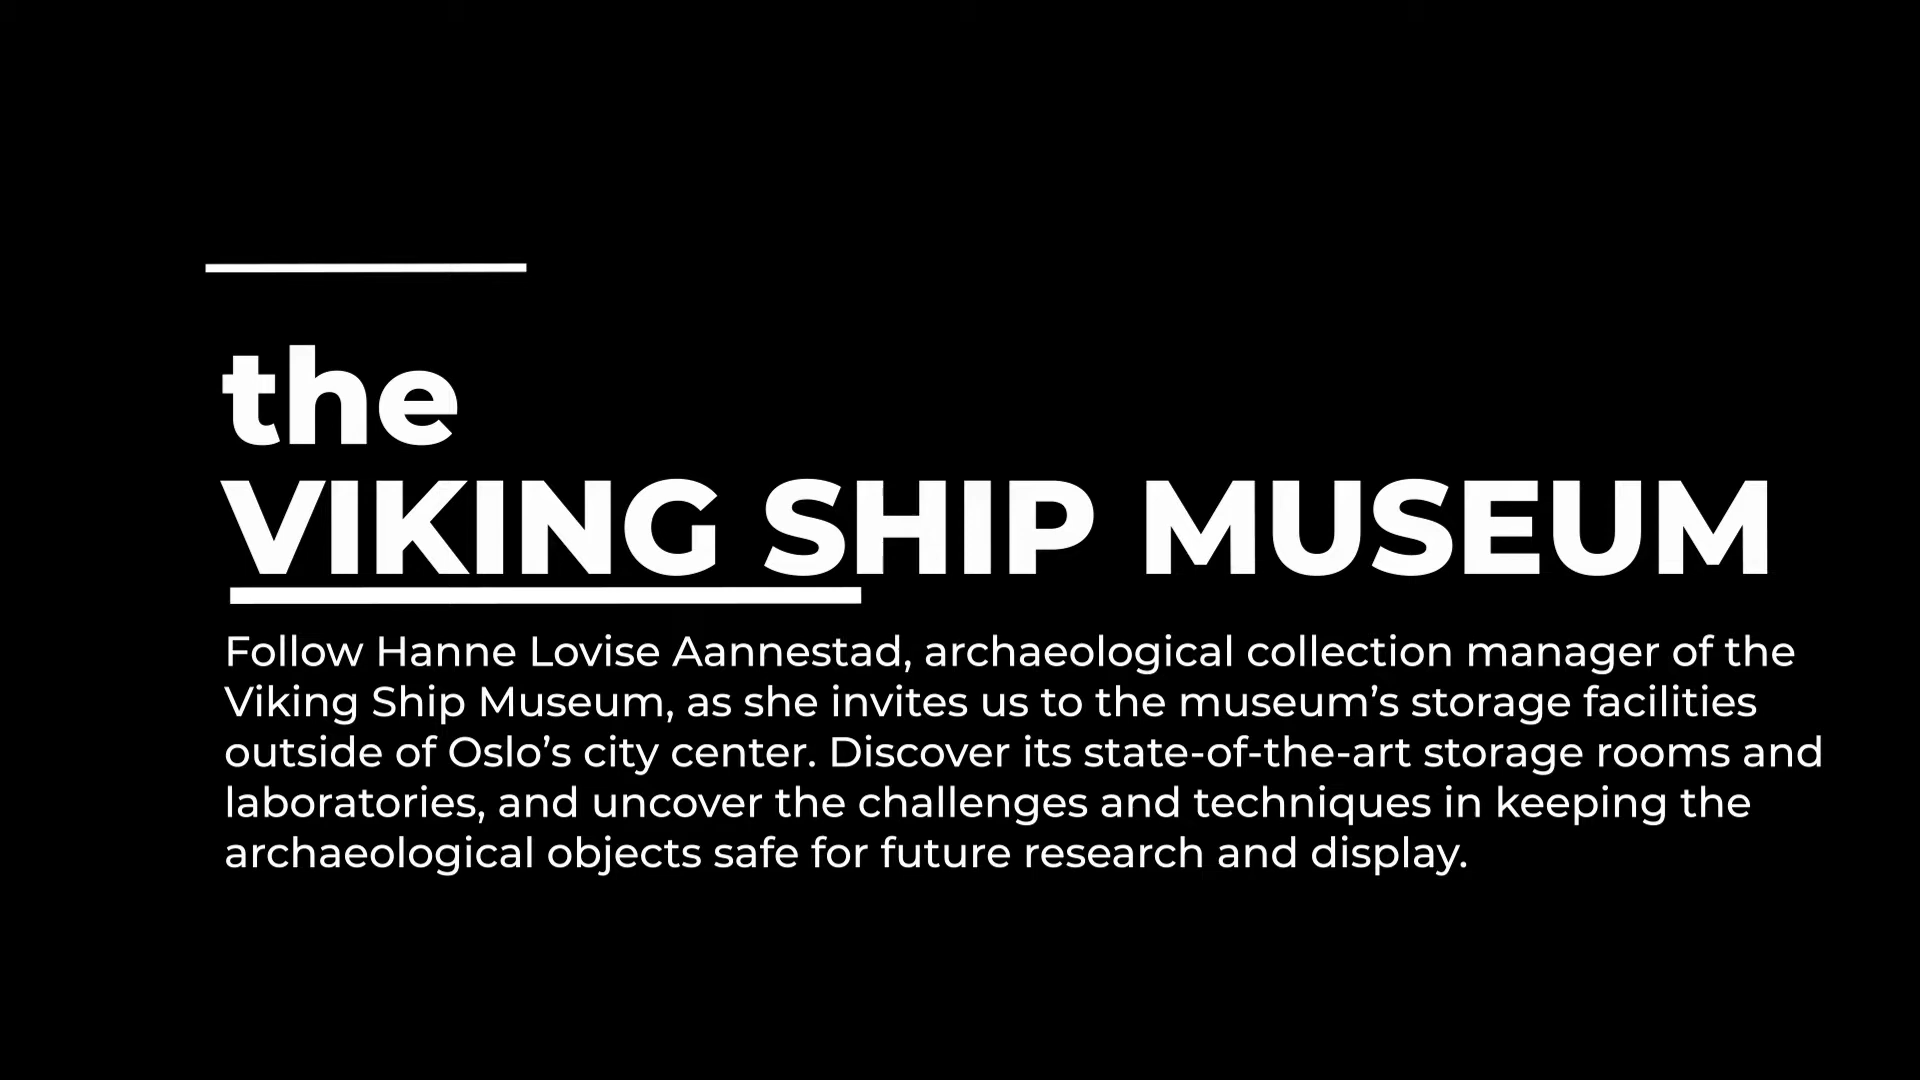 the
VIKING SHIP MUSEUM
Follow Hanne Lovise Aannestad, archaeological collection manager of the
Viking Ship Museum, as she invites us to the museum’s storage facilities
outside of Oslo’s city center. Discover its state-of-the-art storage rooms and
laboratories, and uncover the challenges and techniques in keeping the
archaeological objects safe for future research and display.